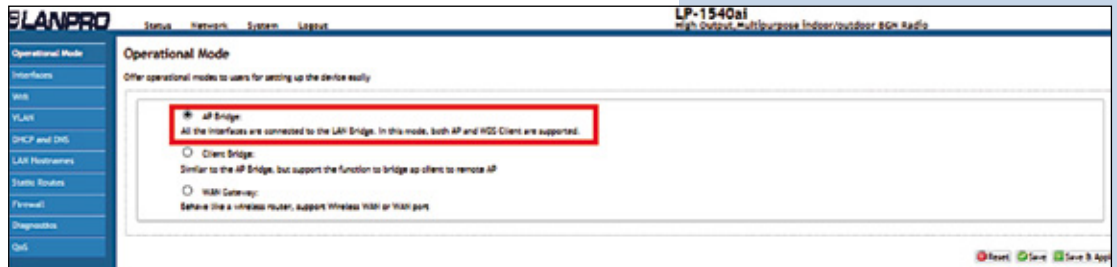 LANPRO
Status Network System Logout
LP-1540ai
High Output, Multipurpose Indoor/outdoor BGN Radio
Operational Mode
Interfaces
Wifi
VLAN
DHCP and DNS
LAN Hostnames
Static Routes
Firewall
Diagnostics
QoS
Operational Mode
Offer operational modes to users for setting up the device easily
AP Bridge:
All the interfaces are connected to the LAN Bridge. In this mode, both AP and WDS Client are supported.
Client Bridge:
Similar to the AP Bridge, but support the function to bridge ap client to remote AP
WAN Gateway:
Behave like a wireless router, support Wireless WAN or WAN port
Reset Save Save & App